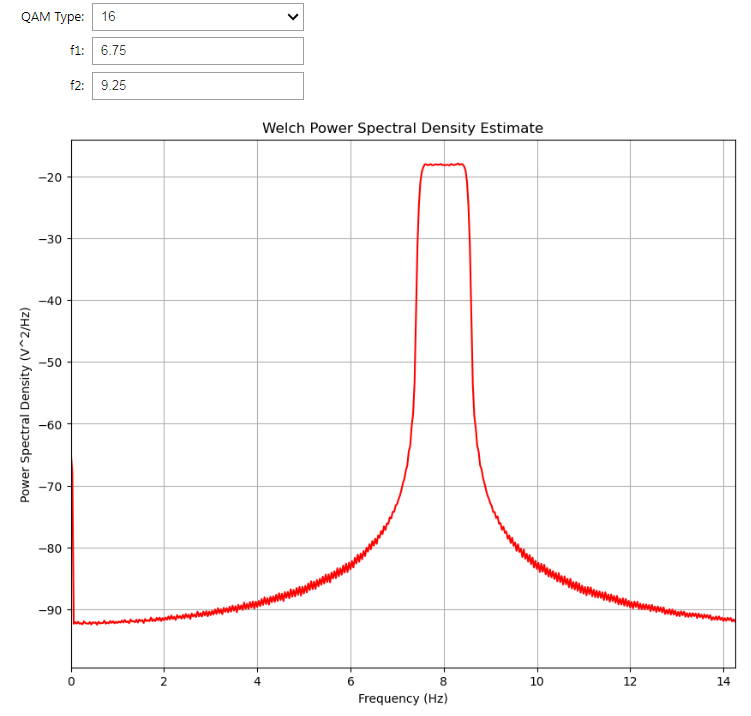 QAM Type: 16
f1: 6.75
f2: 9.25
Welch Power Spectral Density Estimate
−20
−30
−40
−50
−60
−70
−80
−90
Power Spectral Density (V^2/Hz)
0 2 4 6 8 10 12 14
Frequency (Hz)